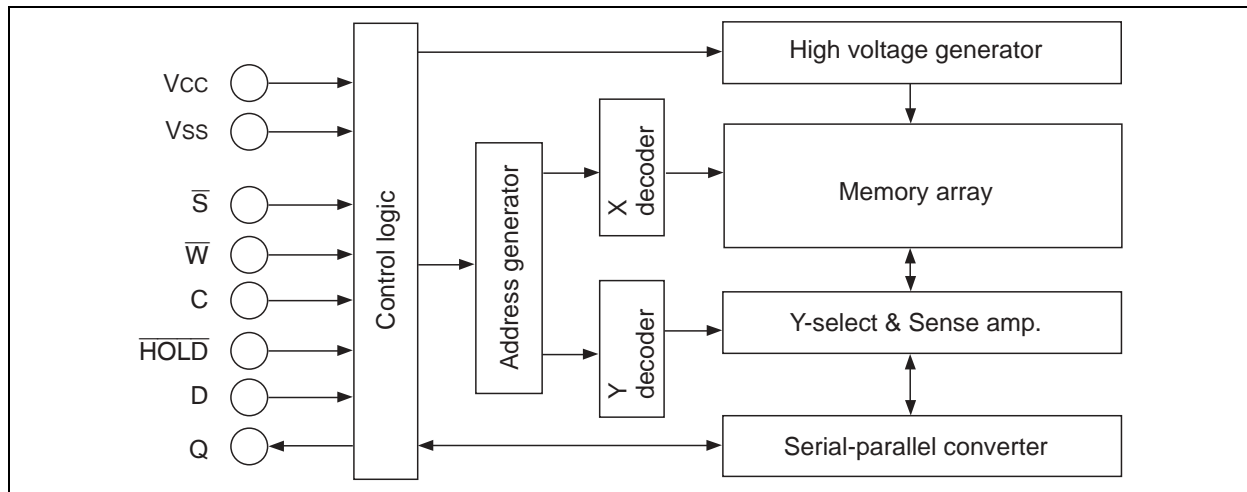 High voltage generator
VCC
VSS
S̅
W̅
C
H̅O̅L̅D̅
D
Q
Control logic
Address generator
X
decoder
Y
decoder
Memory array
Y-select & Sense amp.
Serial-parallel converter